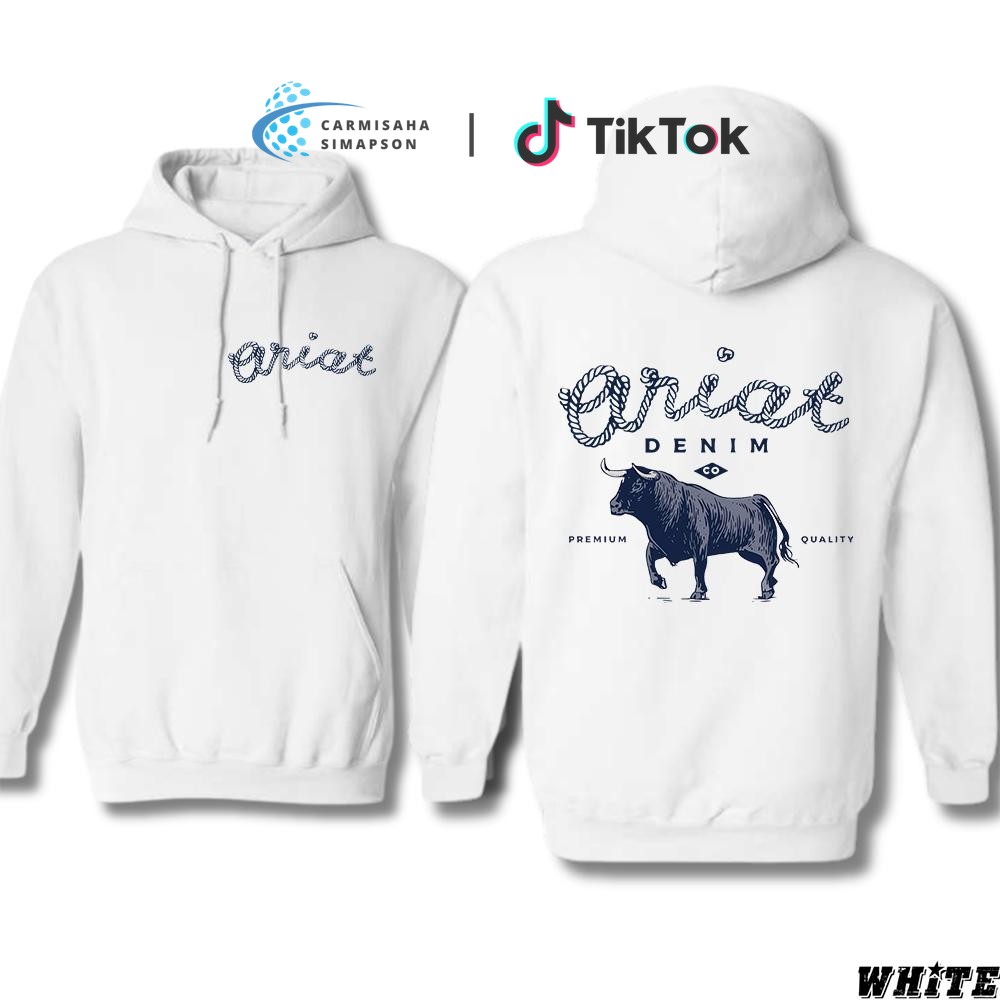 CARMISAHA
SIMAPSON
TikTok
Ariat
Ariat
DENIM
CO
PREMIUM QUALITY
WHITE